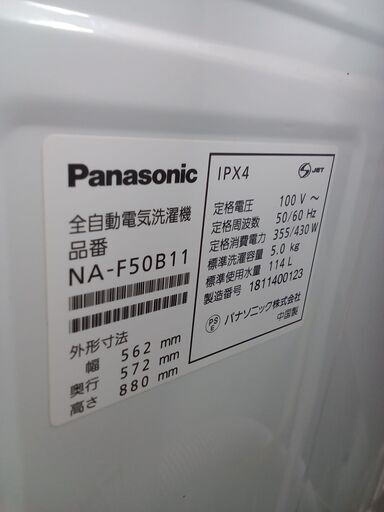 Panasonic
全自動電気洗濯機
品番
NA-F50B11
外形寸法
幅 562 mm
奥行 572 mm
高さ 880 mm
IPX4
JET
定格電圧 100 V ～
定格周波数 50/60 Hz
定格消費電力 355/430 W
標準洗濯容量 5.0 kg
標準使用水量 114 L
製造番号 1811400123
PS
E
パナソニック株式会社
中国製